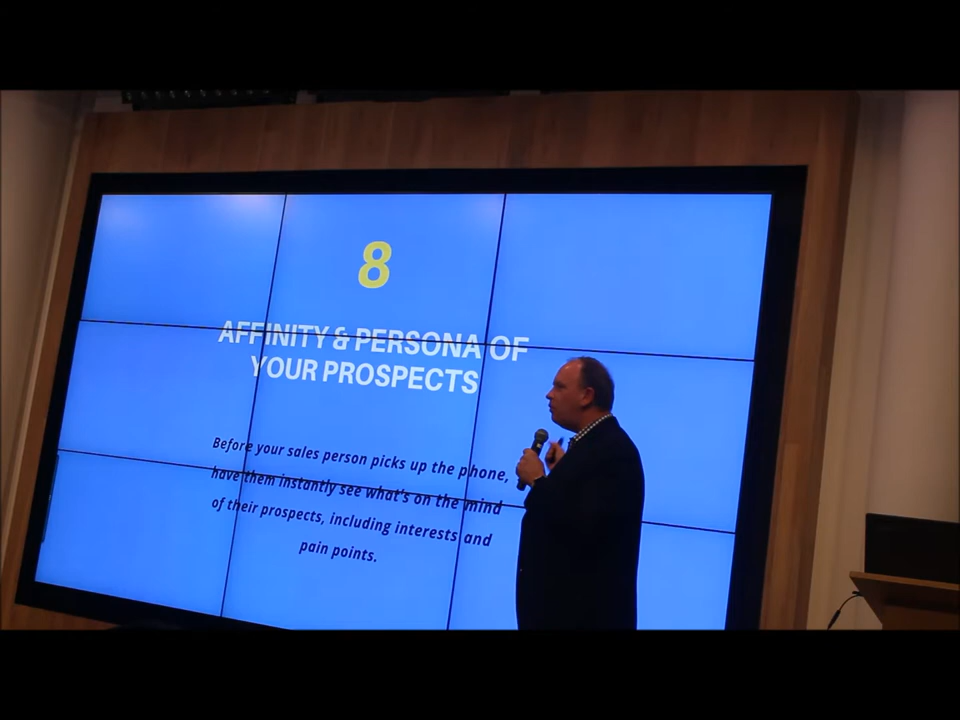 8
AFFINITY & PERSONA OF
YOUR PROSPECTS
Before your sales person picks up the phone,
have them instantly see what's on the mind
of their prospects, including interests and
pain points.